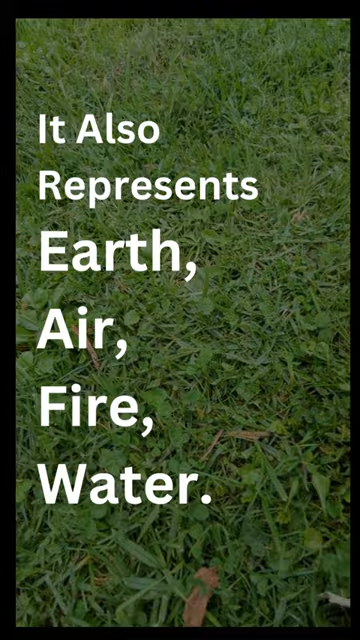 It Also
Represents
Earth,
Air,
Fire,
Water.